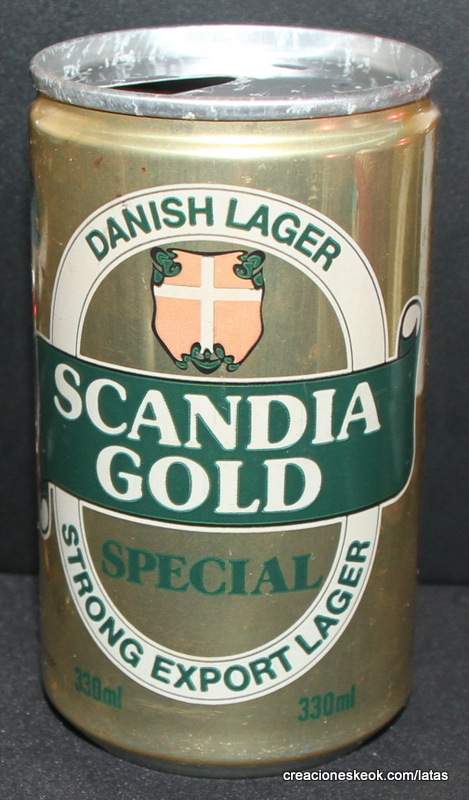 DANISH LAGER
SCANDIA
GOLD
SPECIAL
STRONG EXPORT LAGER
330ml
330ml
creacioneskeok.com/latas